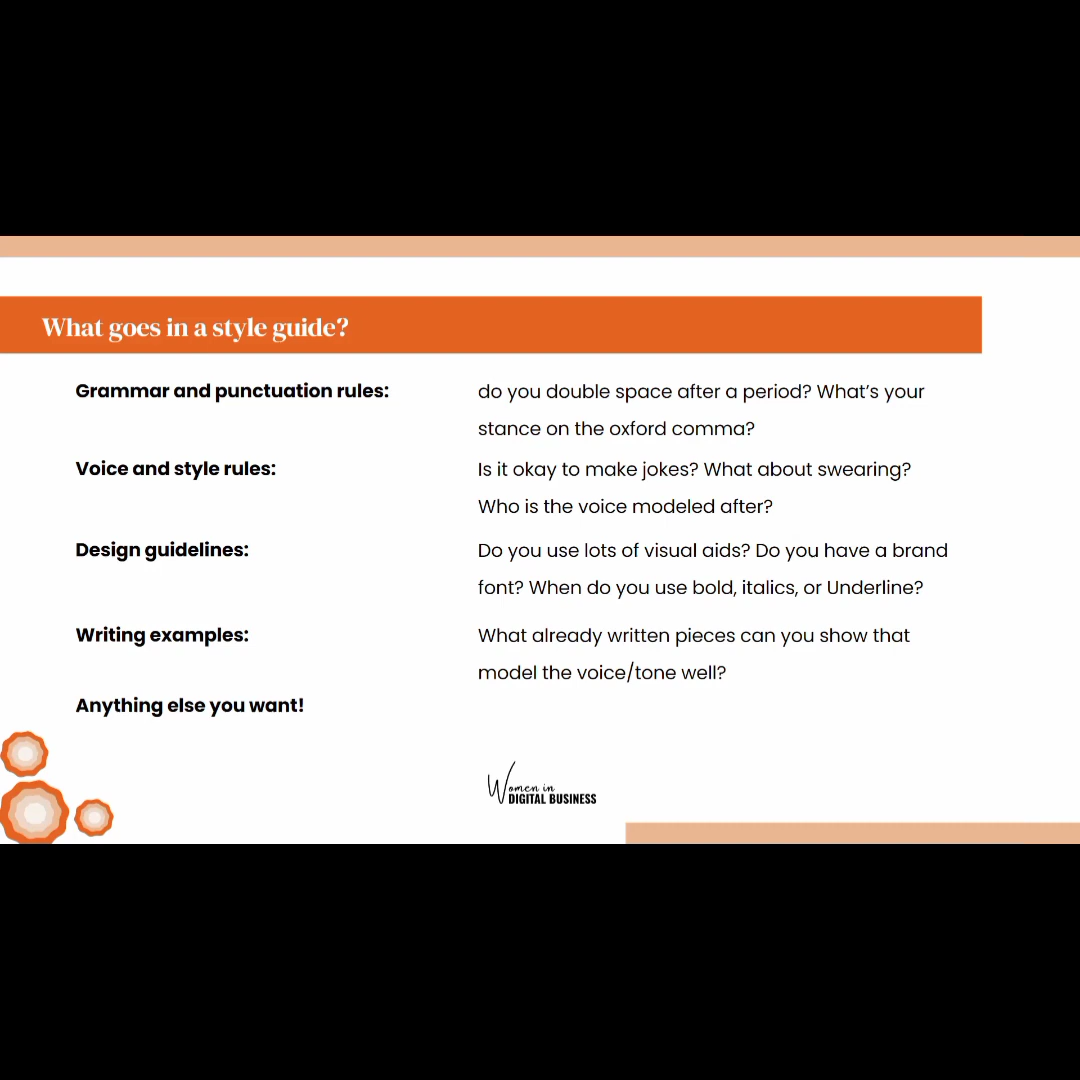 What goes in a style guide?
Grammar and punctuation rules:
do you double space after a period? What's your
stance on the oxford comma?
Voice and style rules:
Is it okay to make jokes? What about swearing?
Who is the voice modeled after?
Design guidelines:
Do you use lots of visual aids? Do you have a brand
font? When do you use bold, italics, or Underline?
Writing examples:
What already written pieces can you show that
model the voice/tone well?
Anything else you want!
Women in
DIGITAL BUSINESS